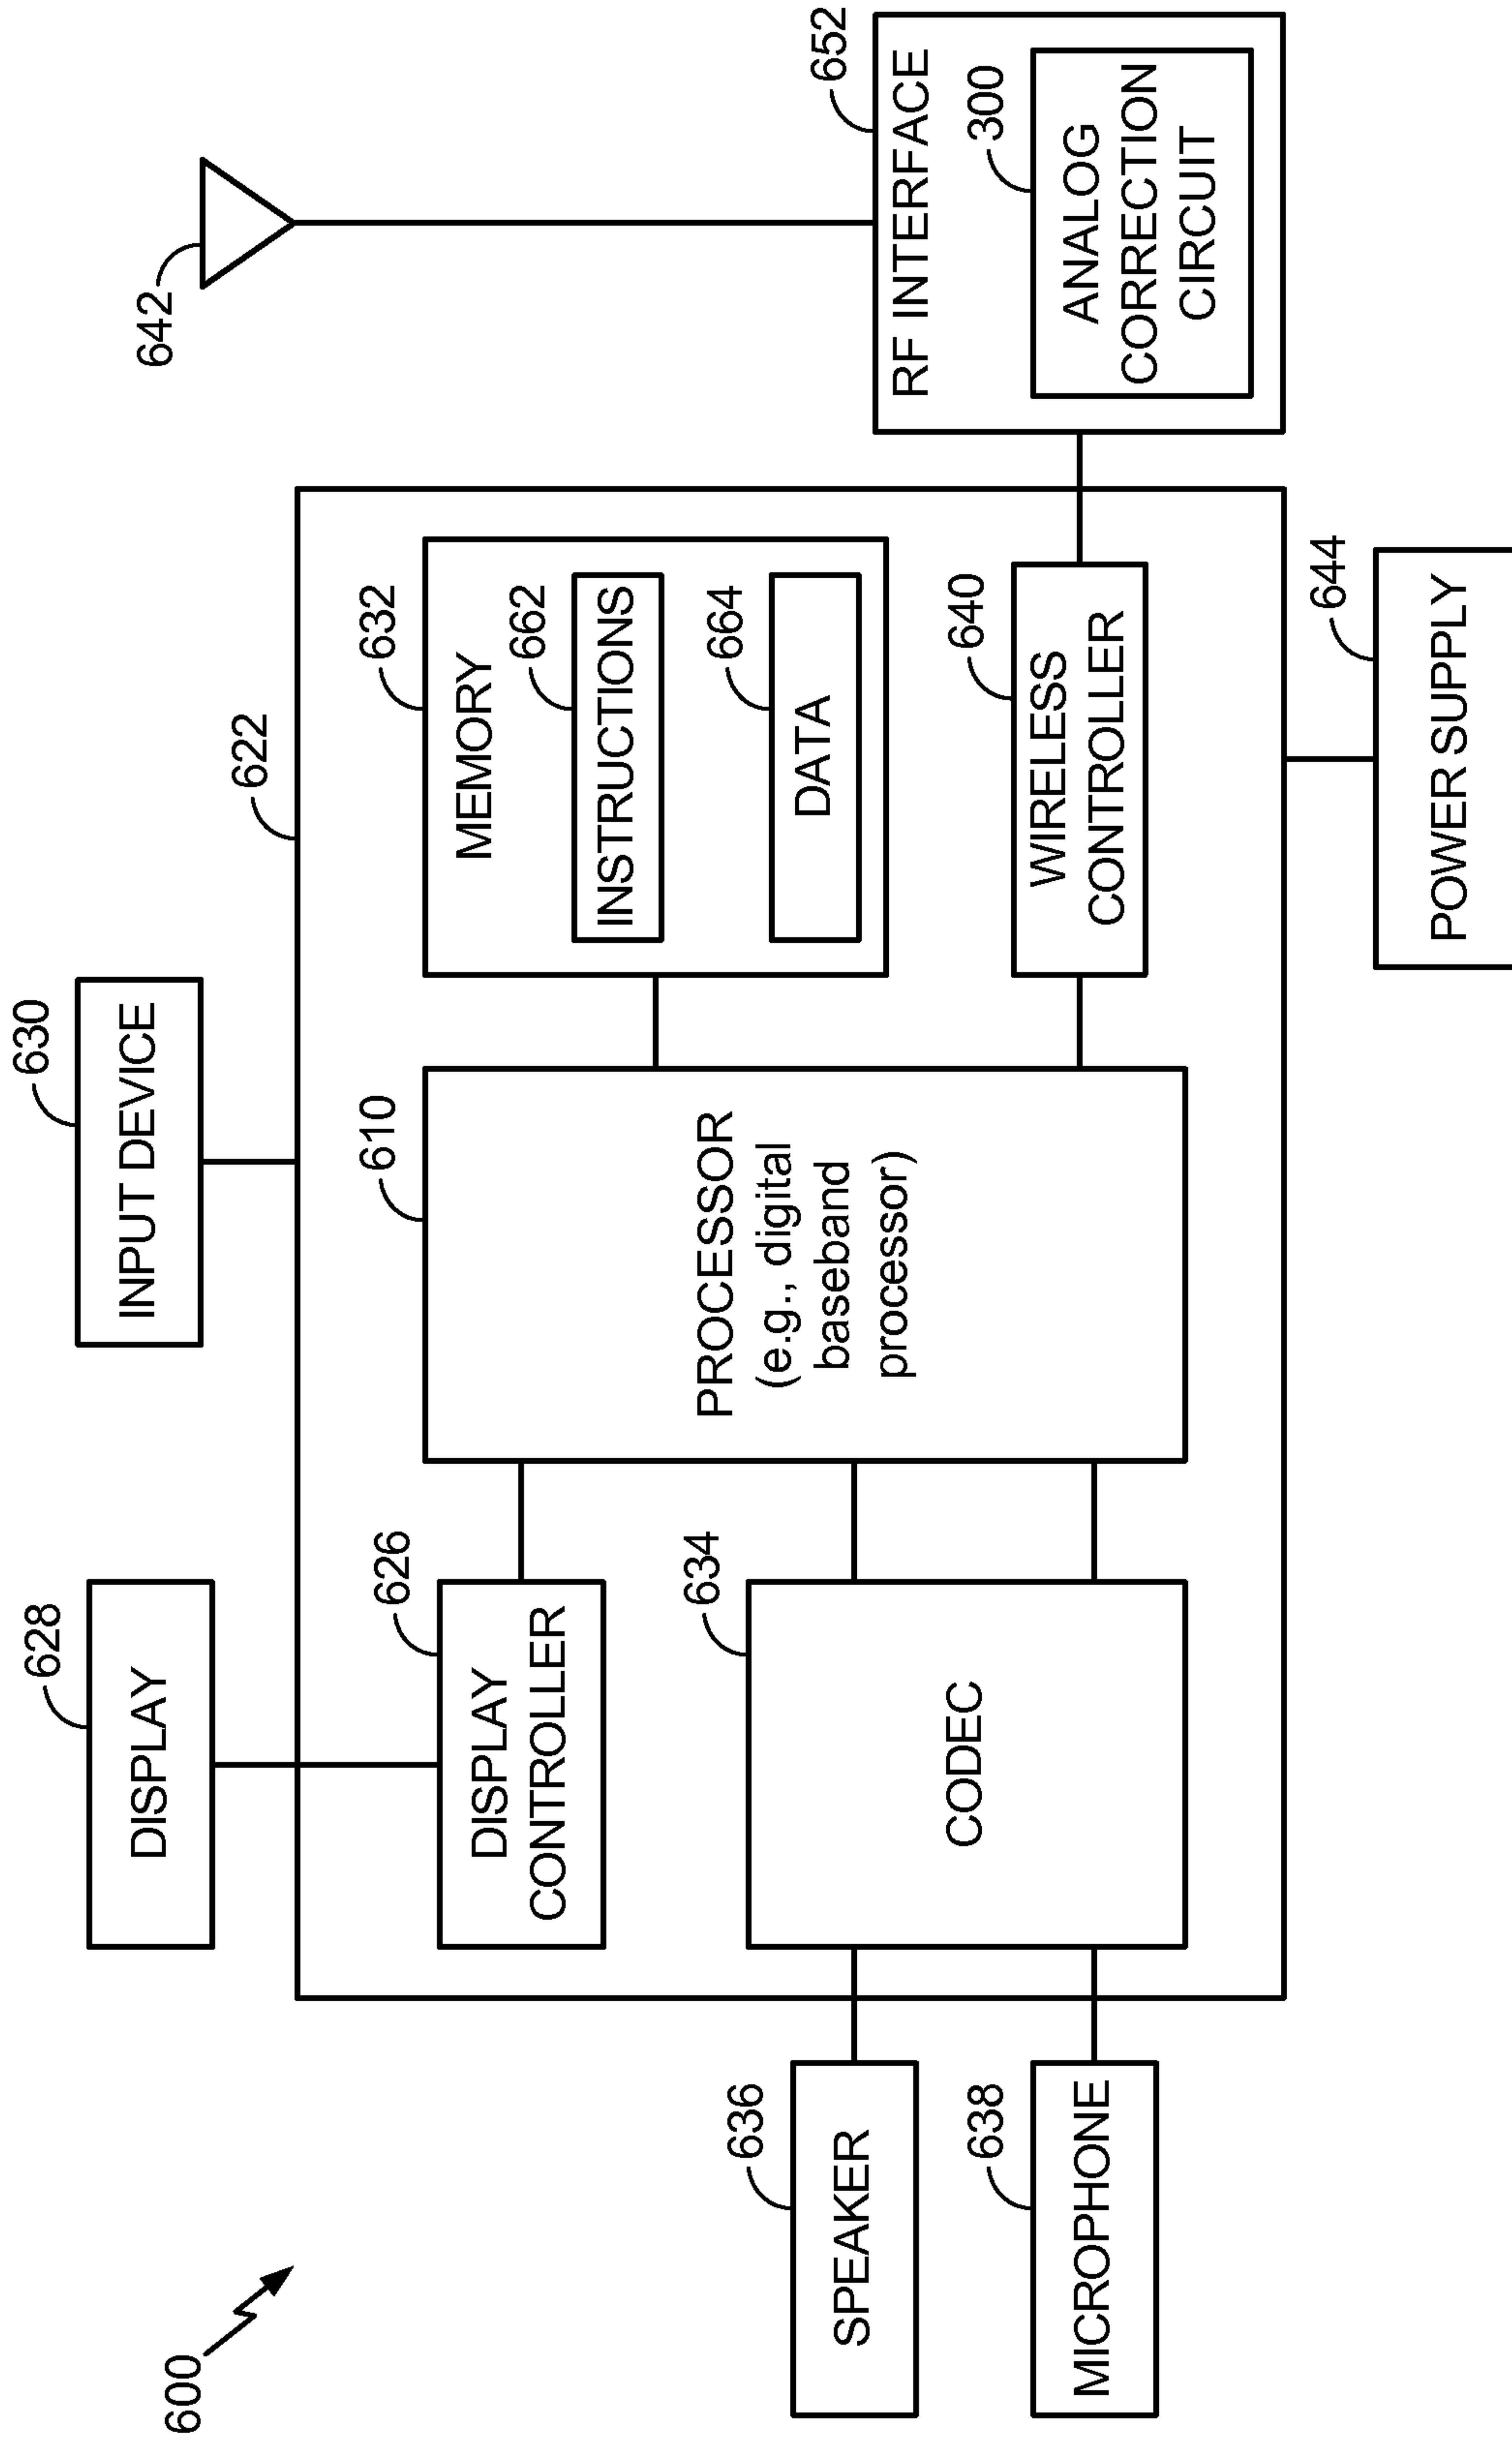 600
628
DISPLAY
630
INPUT DEVICE
642
622
626
DISPLAY
CONTROLLER
610
PROCESSOR
(e.g., digital
baseband
processor)
632
MEMORY
662
INSTRUCTIONS
664
DATA
634
CODEC
636
SPEAKER
638
MICROPHONE
640
WIRELESS
CONTROLLER
652
RF INTERFACE
300
ANALOG
CORRECTION
CIRCUIT
644
POWER SUPPLY